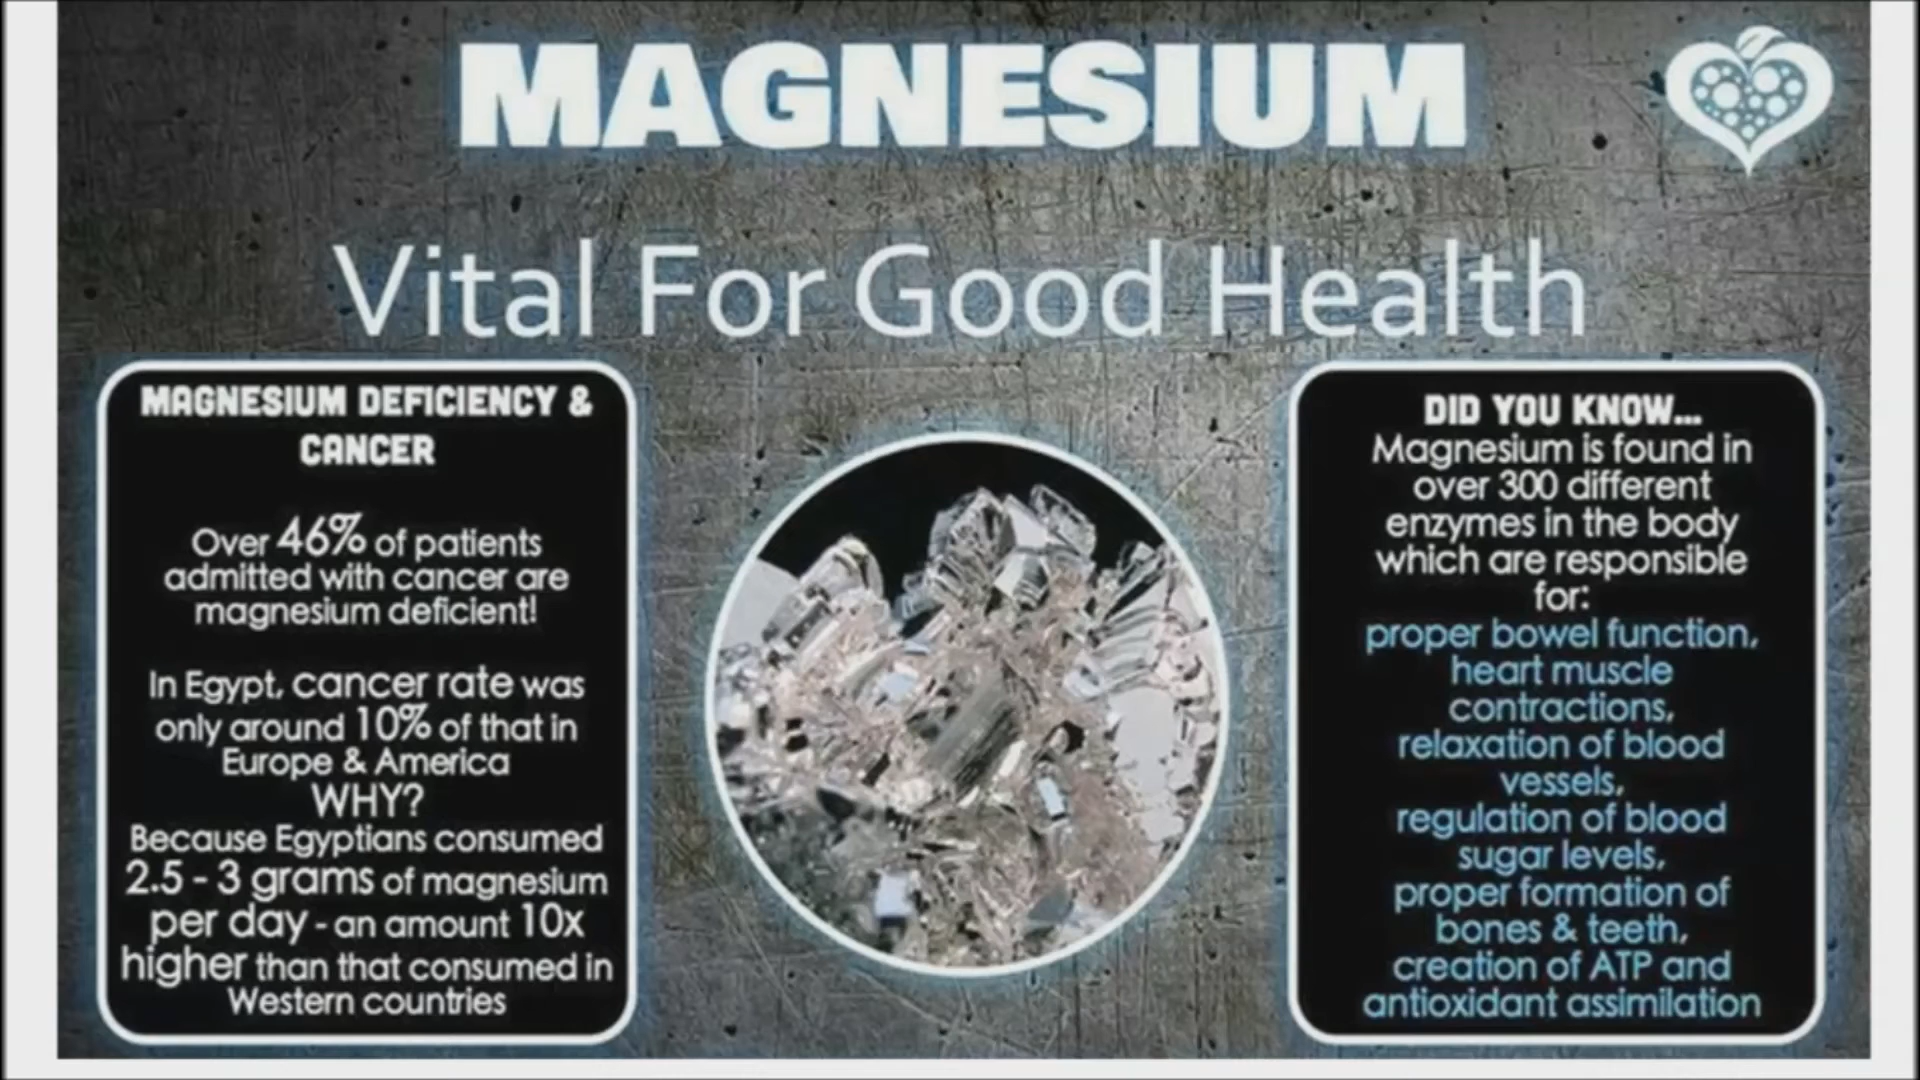 MAGNESIUM
Vital For Good Health
MAGNESIUM DEFICIENCY &
CANCER
Over 46% of patients
admitted with cancer are
magnesium deficient!
In Egypt, cancer rate was
only around 10% of that in
Europe & America
WHY?
Because Egyptians consumed
2.5 - 3 grams of magnesium
per day - an amount 10x
higher than that consumed in
Western countries
DID YOU KNOW...
Magnesium is found in
over 300 different
enzymes in the body
which are responsible
for:
proper bowel function,
heart muscle
contractions,
relaxation of blood
vessels,
regulation of blood
sugar levels,
proper formation of
bones & teeth,
creation of ATP and
antioxidant assimilation